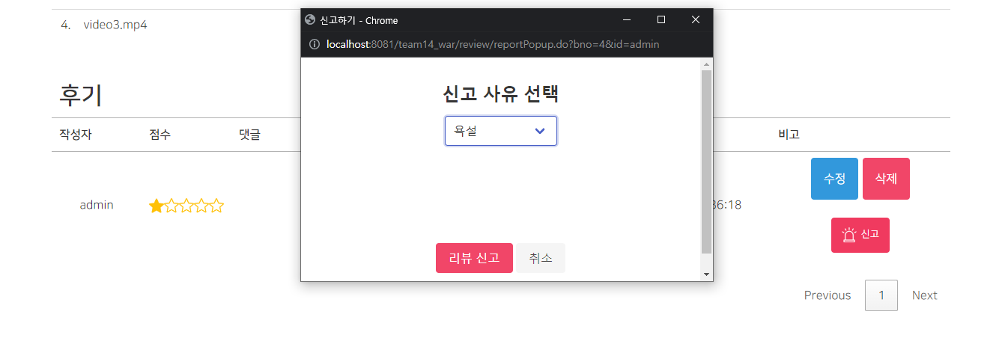 4. video3.mp4
신고하기 - Chrome
localhost:8081/team14_war/review/reportPopup.do?bno=4&id=admin
신고 사유 선택
욕설
리뷰 신고 취소
후기
작성자 점수 댓글 비고
admin 36:18 수정 삭제
신고
Previous 1 Next